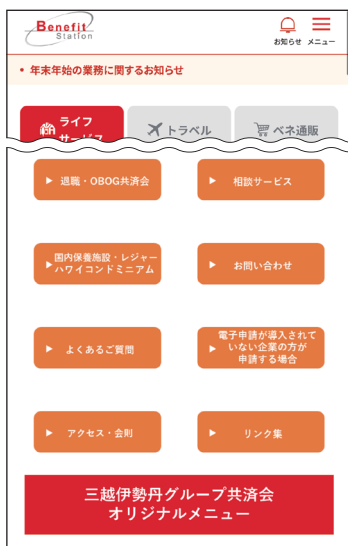 Benefit
Station
お知らせ メニュー
・年末年始の業務に関するお知らせ
ライフ
サービス
トラベル
ベネ通販
退職・OBOG共済会
相談サービス
国内保養施設・レジャー
ハワイコンドミニアム
お問い合わせ
よくあるご質問
電子申請が導入されて
いない企業の方が
申請する場合
アクセス・会則
リンク集
三越伊勢丹グループ共済会
オリジナルメニュー